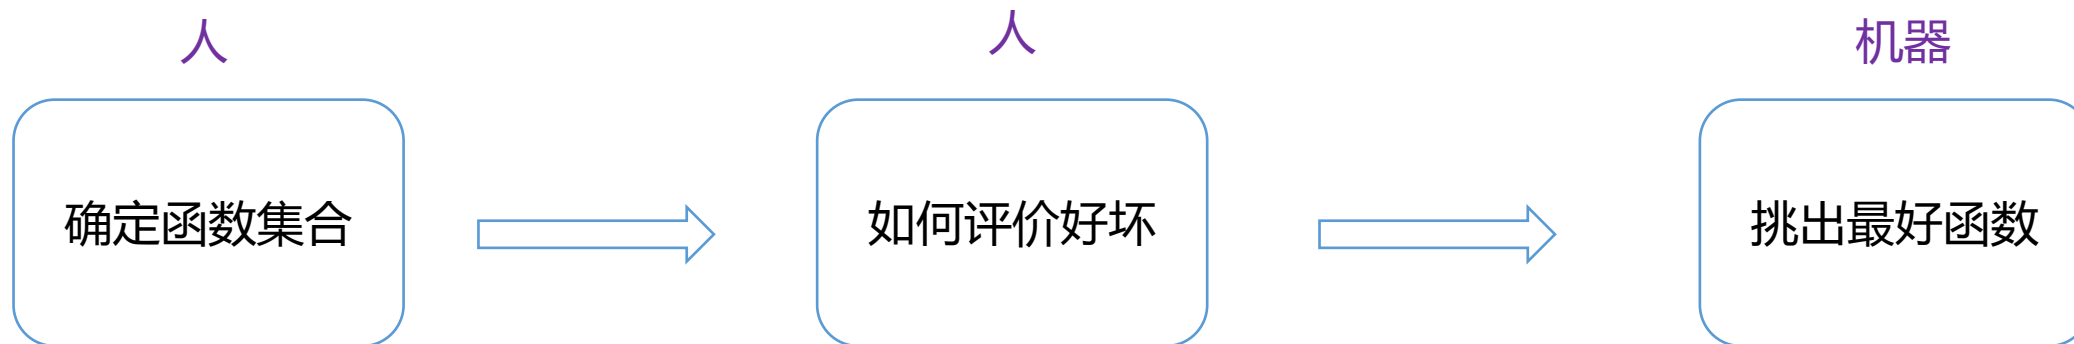 人
人
机器
确定函数集合
如何评价好坏
挑出最好函数